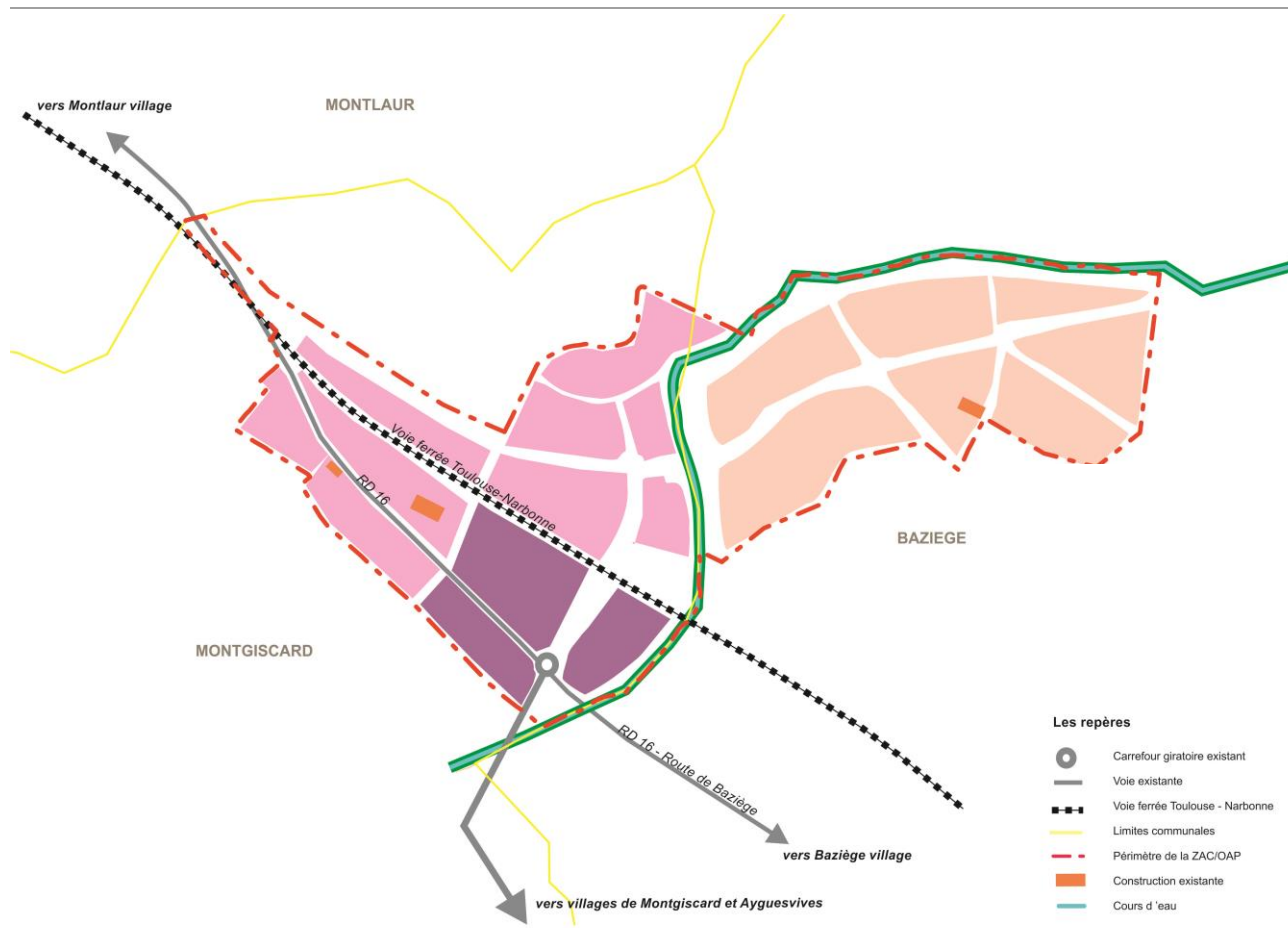 vers Montlaur village
MONTLAUR
Voie ferrée Toulouse-Narbonne
RD 16
BAZIEGE
MONTGISCARD
RD 16 - Route de Baziège
vers Baziège village
vers villages de Montgiscard et Ayguesvives
Les repères
Carrefour giratoire existant
Voie existante
Voie ferrée Toulouse - Narbonne
Limites communales
Périmètre de la ZAC/OAP
Construction existante
Cours d 'eau